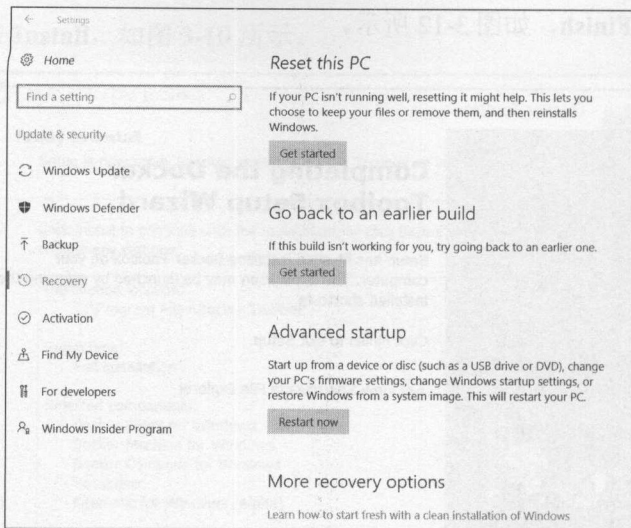 Settings
Home
Find a setting
Update & security
Windows Update
Windows Defender
Backup
Recovery
Activation
Find My Device
For developers
Windows Insider Program
Reset this PC
If your PC isn't running well, resetting it might help. This lets you
choose to keep your files or remove them, and then reinstalls
Windows.
Get started
Go back to an earlier build
If this build isn't working for you, try going back to an earlier one.
Get started
Advanced startup
Start up from a device or disc (such as a USB drive or DVD), change
your PC's firmware settings, change Windows startup settings, or
restore Windows from a system image. This will restart your PC.
Restart now
More recovery options
Learn how to start fresh with a clean installation of Windows